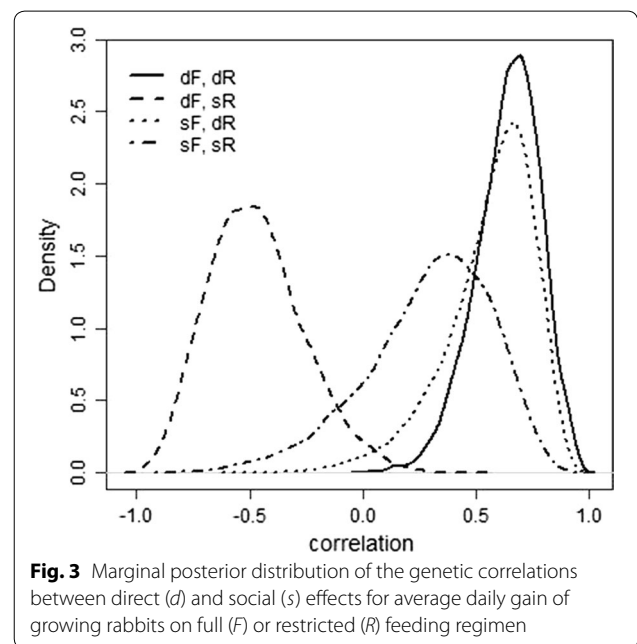 3.0
2.5
2.0
1.5
1.0
0.5
0.0
Density
dF, dR
dF, sR
sF, dR
sF, sR
-1.0 -0.5 0.0 0.5 1.0
correlation
Fig. 3 Marginal posterior distribution of the genetic correlations
between direct (d) and social (s) effects for average daily gain of
growing rabbits on full (F) or restricted (R) feeding regimen